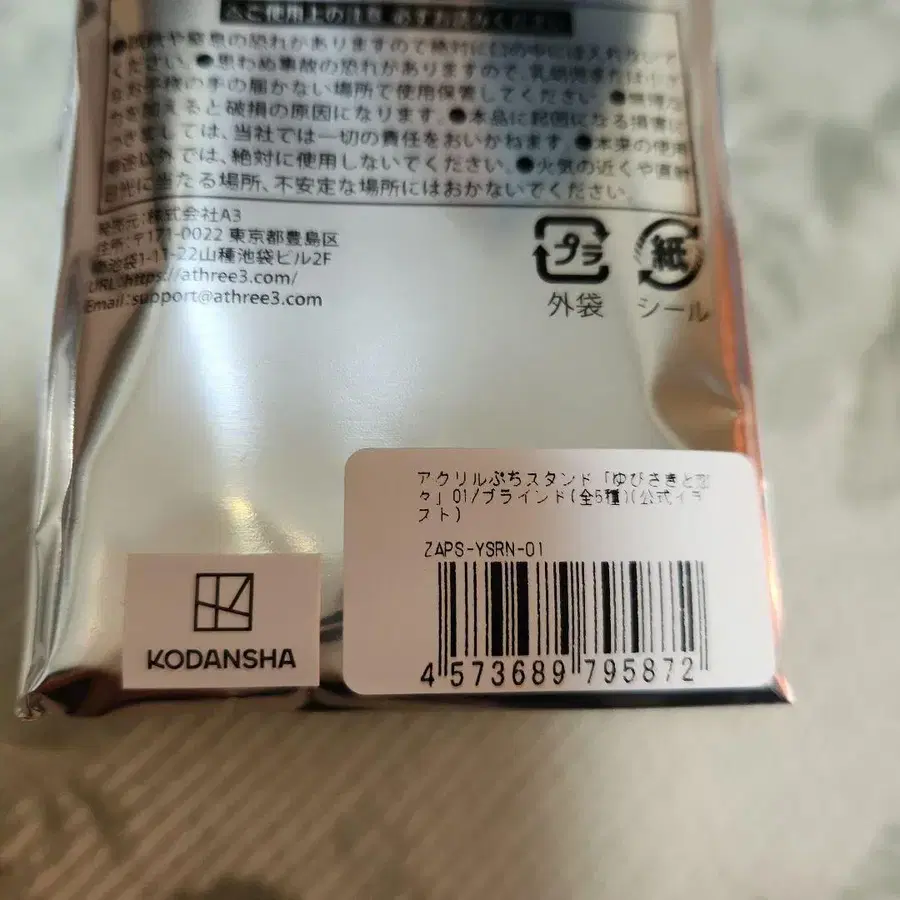 ⚠ご使用上の注意 必ずお読みください
●誤飲や窒息の恐れがありますので絶対に口の中には入れないで
ください。●思わぬ事故の恐れがありますので、乳幼児または小さ
なお子様の手の届かない場所で使用保管してください。●無理な力
を加えると破損の原因になります。●本品に起因になる損害に
つきましては、当社では一切の責任をおいかねます。●本来の使用
用途以外では、絶対に使用しないでください。●火気の近くや直射
日光に当たる場所、不安定な場所にはおかないでください。
発売元:株式会社A3
住所:〒171-0022 東京都豊島区
南池袋1-11-22山種池袋ビル2F
URL:https://athree3.com/
Email:support@athree3.com
プラ
外袋
紙
シール
アクリルぷちスタンド「ゆびさきと恋
々」01/ブラインド(全5種)(公式イラ
スト)
ZAPS-YSRN-01
4 573689 795872
KODANSHA